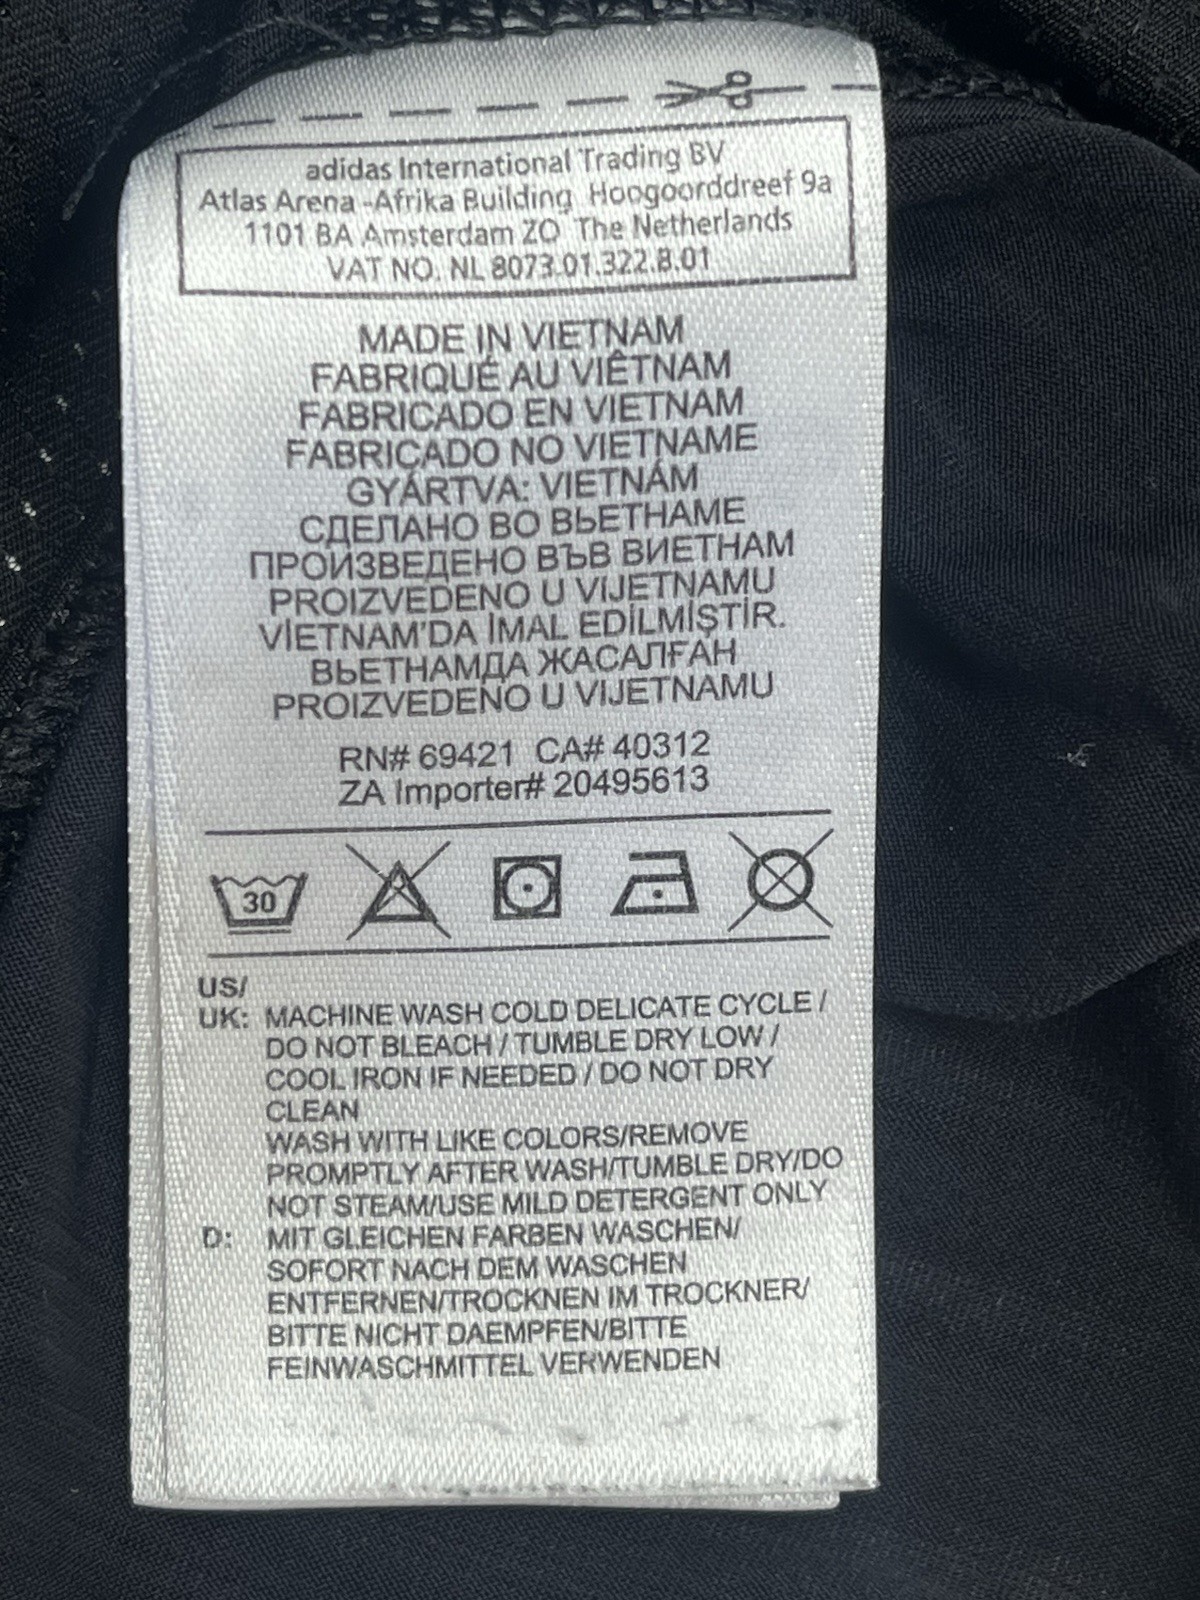 adidas International Trading BV
Atlas Arena -Afrika Building Hoogoorddreef 9a
1101 BA Amsterdam ZO The Netherlands
VAT NO. NL 8073.01.322.B.01
MADE IN VIETNAM
FABRIQUÉ AU VIÊTNAM
FABRICADO EN VIETNAM
FABRICADO NO VIETNAME
GYÁRTVA: VIETNÁM
СДЕЛАНО ВО ВЬЕТНАМЕ
ПРОИЗВЕДЕНО ВЪВ ВИЕТНАМ
PROIZVEDENO U VIJETNAMU
VİETNAM'DA İMAL EDİLMİŞTİR.
ВЬЕТНАМДА ЖАСАЛҒАН
PROIZVEDENO U VIJETNAMU
RN# 69421 CA# 40312
ZA Importer# 20495613
30
US/
UK: MACHINE WASH COLD DELICATE CYCLE /
DO NOT BLEACH / TUMBLE DRY LOW /
COOL IRON IF NEEDED / DO NOT DRY
CLEAN
WASH WITH LIKE COLORS/REMOVE
PROMPTLY AFTER WASH/TUMBLE DRY/DO
NOT STEAM/USE MILD DETERGENT ONLY
D: MIT GLEICHEN FARBEN WASCHEN/
SOFORT NACH DEM WASCHEN
ENTFERNEN/TROCKNEN IM TROCKNER/
BITTE NICHT DAEMPFEN/BITTE
FEINWASCHMITTEL VERWENDEN